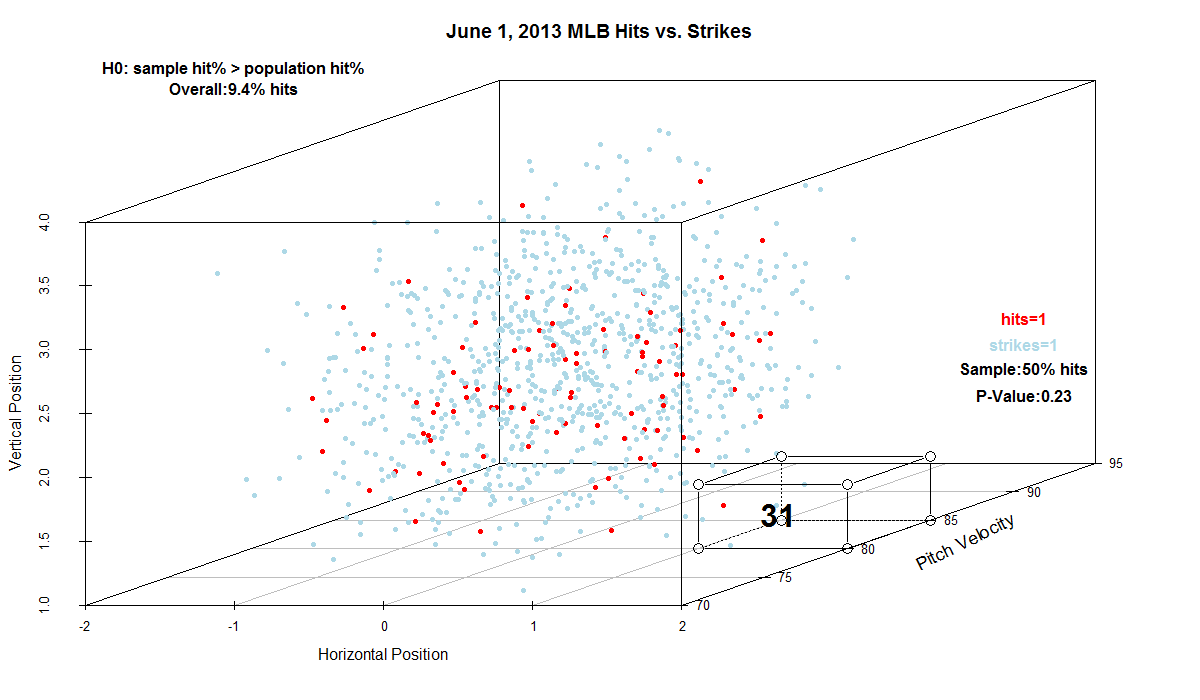 June 1, 2013 MLB Hits vs. Strikes
H0: sample hit% > population hit%
Overall:9.4% hits
hits=1
strikes=1
Sample:50% hits
P-Value:0.23
31
Vertical Position
4.0
3.5
3.0
2.5
2.0
1.5
1.0
-2
-1
0
1
2
Horizontal Position
70
75
80
85
90
95
Pitch Velocity